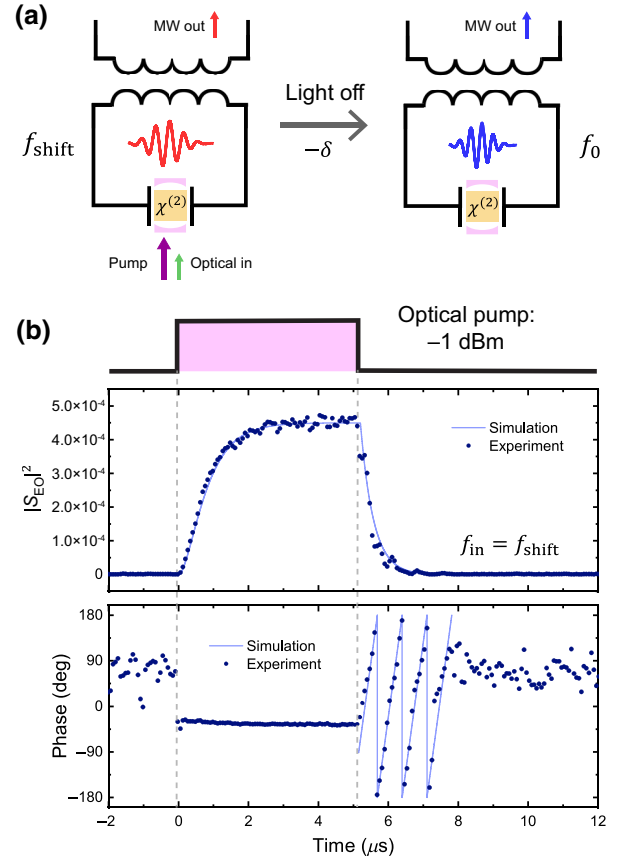 (a)
MW out
MW out
Light off
−δ
f_shift
f_0
χ^(2)
χ^(2)
Pump
Optical in
(b)
Optical pump:
−1 dBm
|S_EO|²
5.0×10⁻⁴
4.0×10⁻⁴
3.0×10⁻⁴
2.0×10⁻⁴
1.0×10⁻⁴
0
Simulation
Experiment
f_in = f_shift
Phase (deg)
180
90
0
−90
−180
Simulation
Experiment
−2 0 2 4 6 8 10 12
Time (μs)